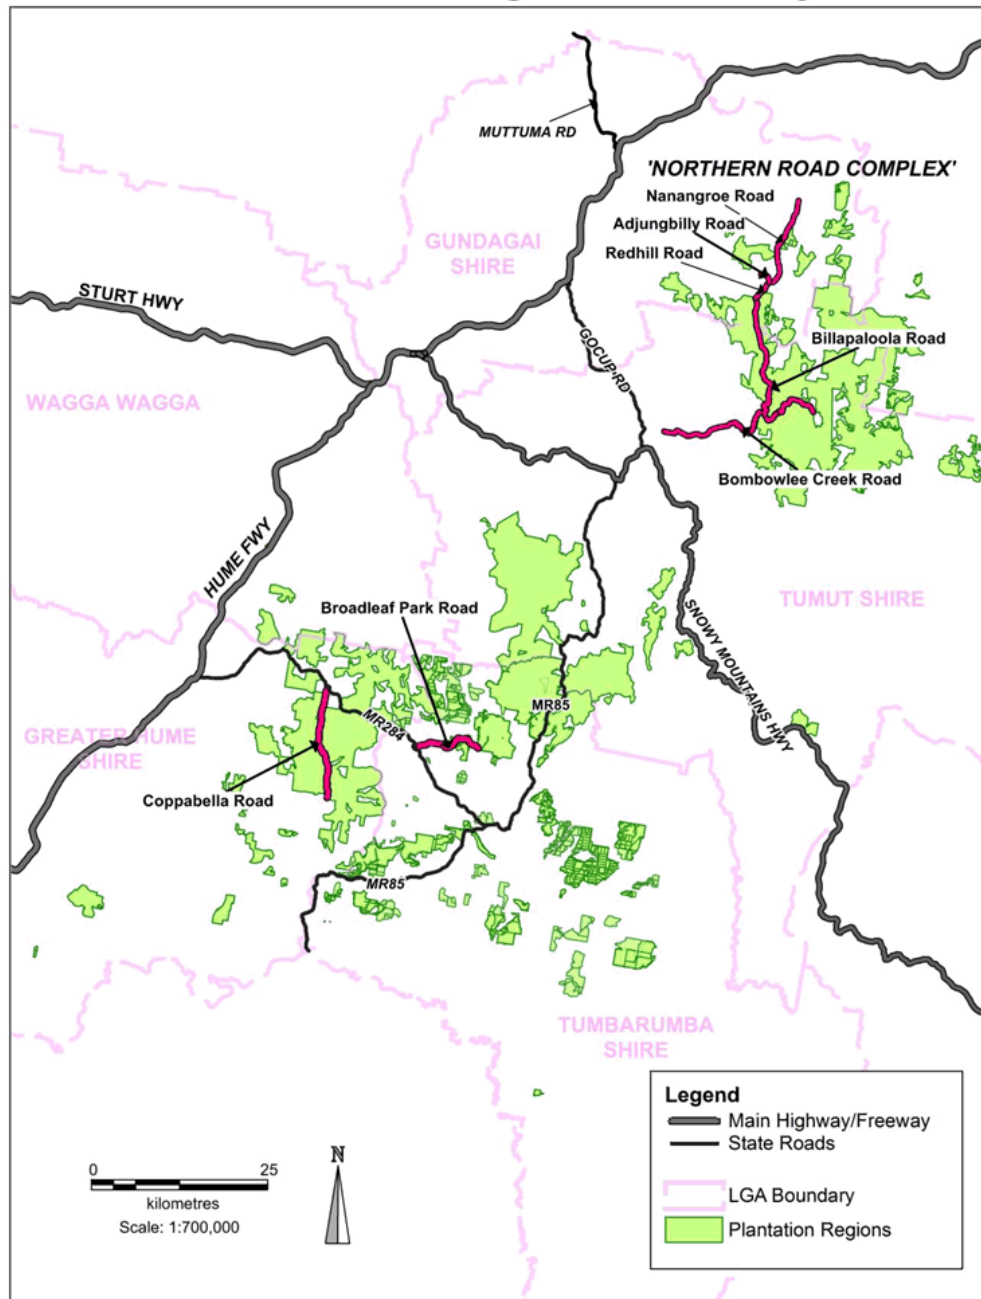 MUTTUMA RD
'NORTHERN ROAD COMPLEX'
Nanangroe Road
Adjungbilly Road
Redhill Road
GUNDAGAI
SHIRE
STURT HWY
GOCUP RD
Billapaloola Road
WAGGA WAGGA
Bombowlee Creek Road
HUME FWY
Broadleaf Park Road
TUMUT SHIRE
SNOWY MOUNTAINS HWY
MR85
MR284
GREATER HUME
SHIRE
Coppabella Road
MR85
TUMBARUMBA
SHIRE
Legend
Main Highway/Freeway
State Roads
LGA Boundary
Plantation Regions
0 25
kilometres
Scale: 1:700,000
N